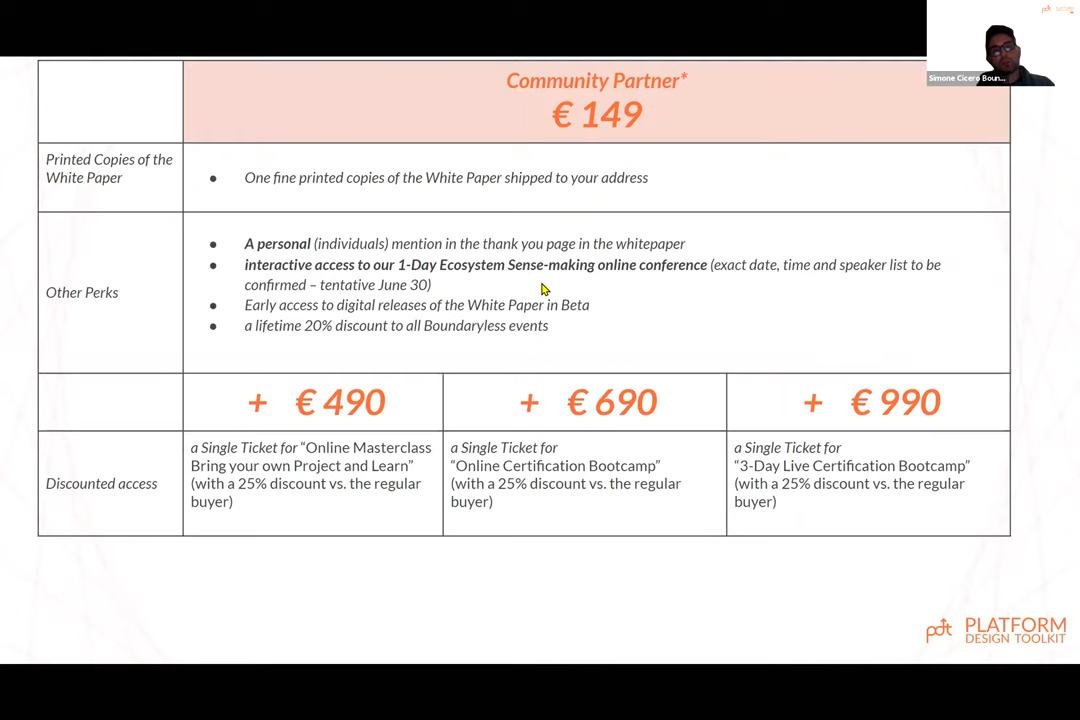 Simone Cicero Boun...
Community Partner*
€ 149
Printed Copies of the
White Paper
● One fine printed copies of the White Paper shipped to your address
Other Perks
● A personal (individuals) mention in the thank you page in the whitepaper
● interactive access to our 1-Day Ecosystem Sense-making online conference (exact date, time and speaker list to be
confirmed – tentative June 30)
● Early access to digital releases of the White Paper in Beta
● a lifetime 20% discount to all Boundaryless events
+ € 490
+ € 690
+ € 990
Discounted access
a Single Ticket for “Online Masterclass
Bring your own Project and Learn”
(with a 25% discount vs. the regular
buyer)
a Single Ticket for
“Online Certification Bootcamp”
(with a 25% discount vs. the regular
buyer)
a Single Ticket for
“3-Day Live Certification Bootcamp”
(with a 25% discount vs. the regular
buyer)
pdt PLATFORM
DESIGN TOOLKIT